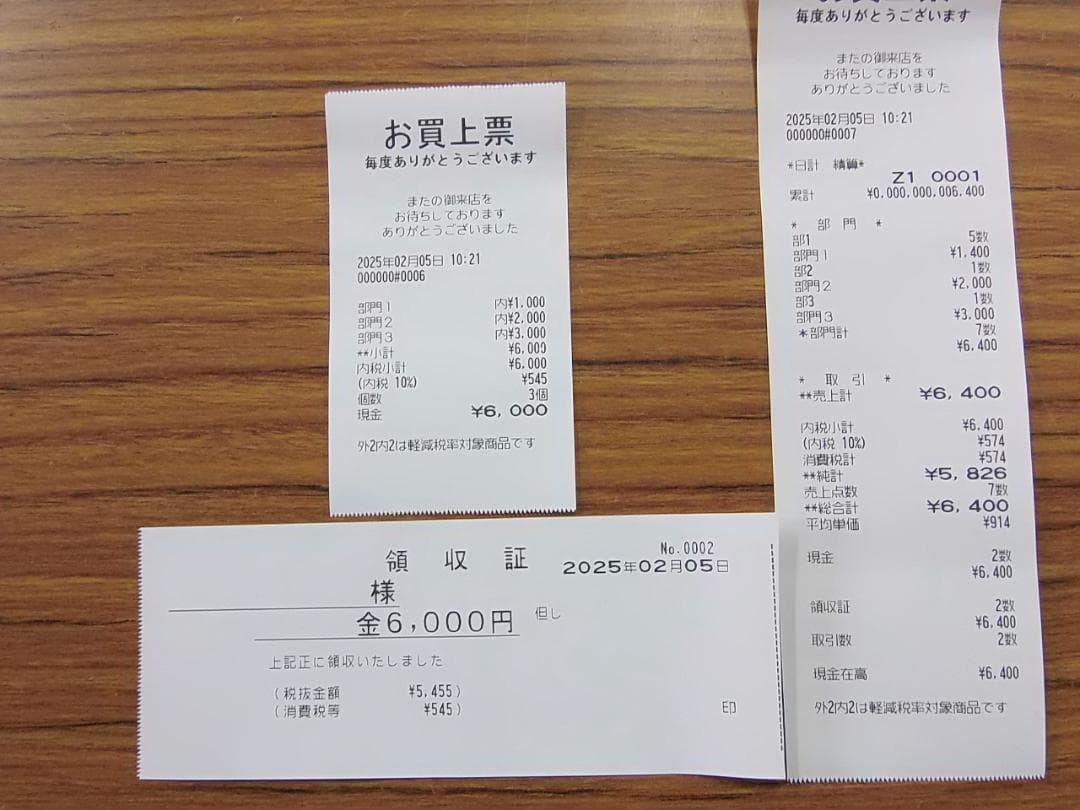 お買上票
毎度ありがとうございます
またの御来店を
お待ちしております
ありがとうございました
2025年02月05日 10:21
000000#0006
部門1 内¥1,000
部門2 内¥2,000
部門3 内¥3,000
**小計 ¥6,000
内税小計 ¥6,000
(内税 10%) ¥545
個数 3個
現金 ¥6,000
外2内2は軽減税率対象商品です
領収証
No.0002
2025年02月05日
様
金6,000円 但し
上記正に領収いたしました
(税抜金額 ¥5,455)
(消費税等 ¥545)
印
毎度ありがとうございます
またの御来店を
お待ちしております
ありがとうございました
2025年02月05日 10:21
000000#0007
*日計 精算*
Z1 0001
累計 ¥0,000,000,006,400
* 部門 *
部1 5数
部門1 ¥1,400
部2 1数
部門2 ¥2,000
部3 1数
部門3 ¥3,000
*部門計 7数
¥6,400
* 取引 *
**売上計 ¥6,400
内税小計 ¥6,400
(内税 10%) ¥574
消費税計 ¥574
**純計 ¥5,826
売上点数 7数
**総合計 ¥6,400
平均単価 ¥914
現金 2数
¥6,400
領収証 2数
¥6,400
取引数 2数
現金在高 ¥6,400
外2内2は軽減税率対象商品です